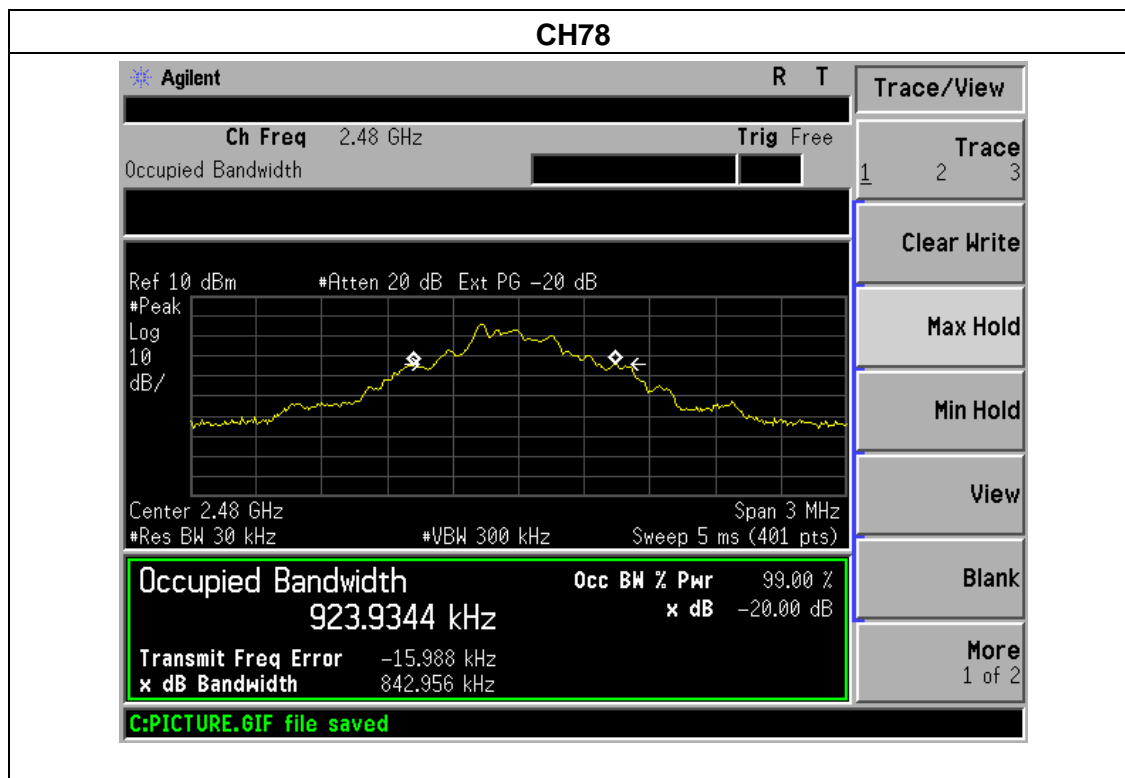 CH78
Agilent R T
Ch Freq 2.48 GHz Trig Free
Occupied Bandwidth
Ref 10 dBm #Atten 20 dB Ext PG -20 dB
#Peak
Log
10
dB/
Center 2.48 GHz Span 3 MHz
#Res BW 30 kHz #VBW 300 kHz Sweep 5 ms (401 pts)
Occupied Bandwidth Occ BW % Pwr 99.00 %
923.9344 kHz x dB -20.00 dB
Transmit Freq Error -15.988 kHz
x dB Bandwidth 842.956 kHz
C:PICTURE.GIF file saved
Trace/View
Trace
1 2 3
Clear Write
Max Hold
Min Hold
View
Blank
More
1 of 2